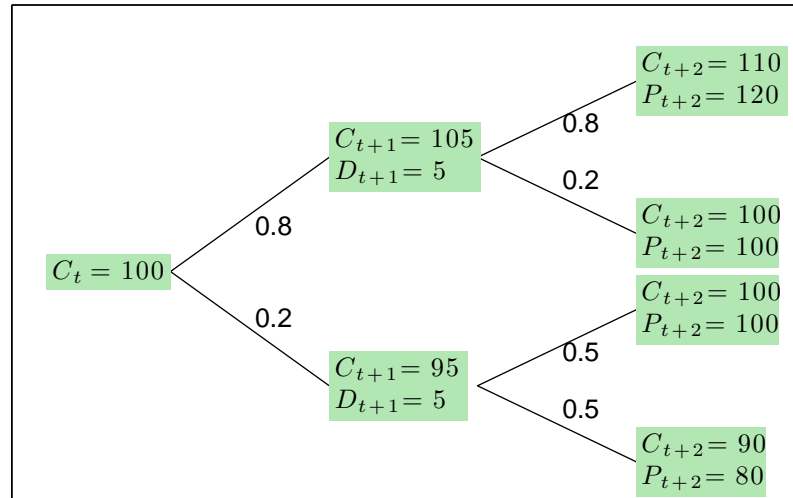 C_{t+2} = 110
P_{t+2} = 120
0.8
C_{t+1} = 105
D_{t+1} = 5
0.2
C_{t+2} = 100
P_{t+2} = 100
0.8
C_t = 100
C_{t+2} = 100
P_{t+2} = 100
0.2
0.5
C_{t+1} = 95
D_{t+1} = 5
0.5
C_{t+2} = 90
P_{t+2} = 80